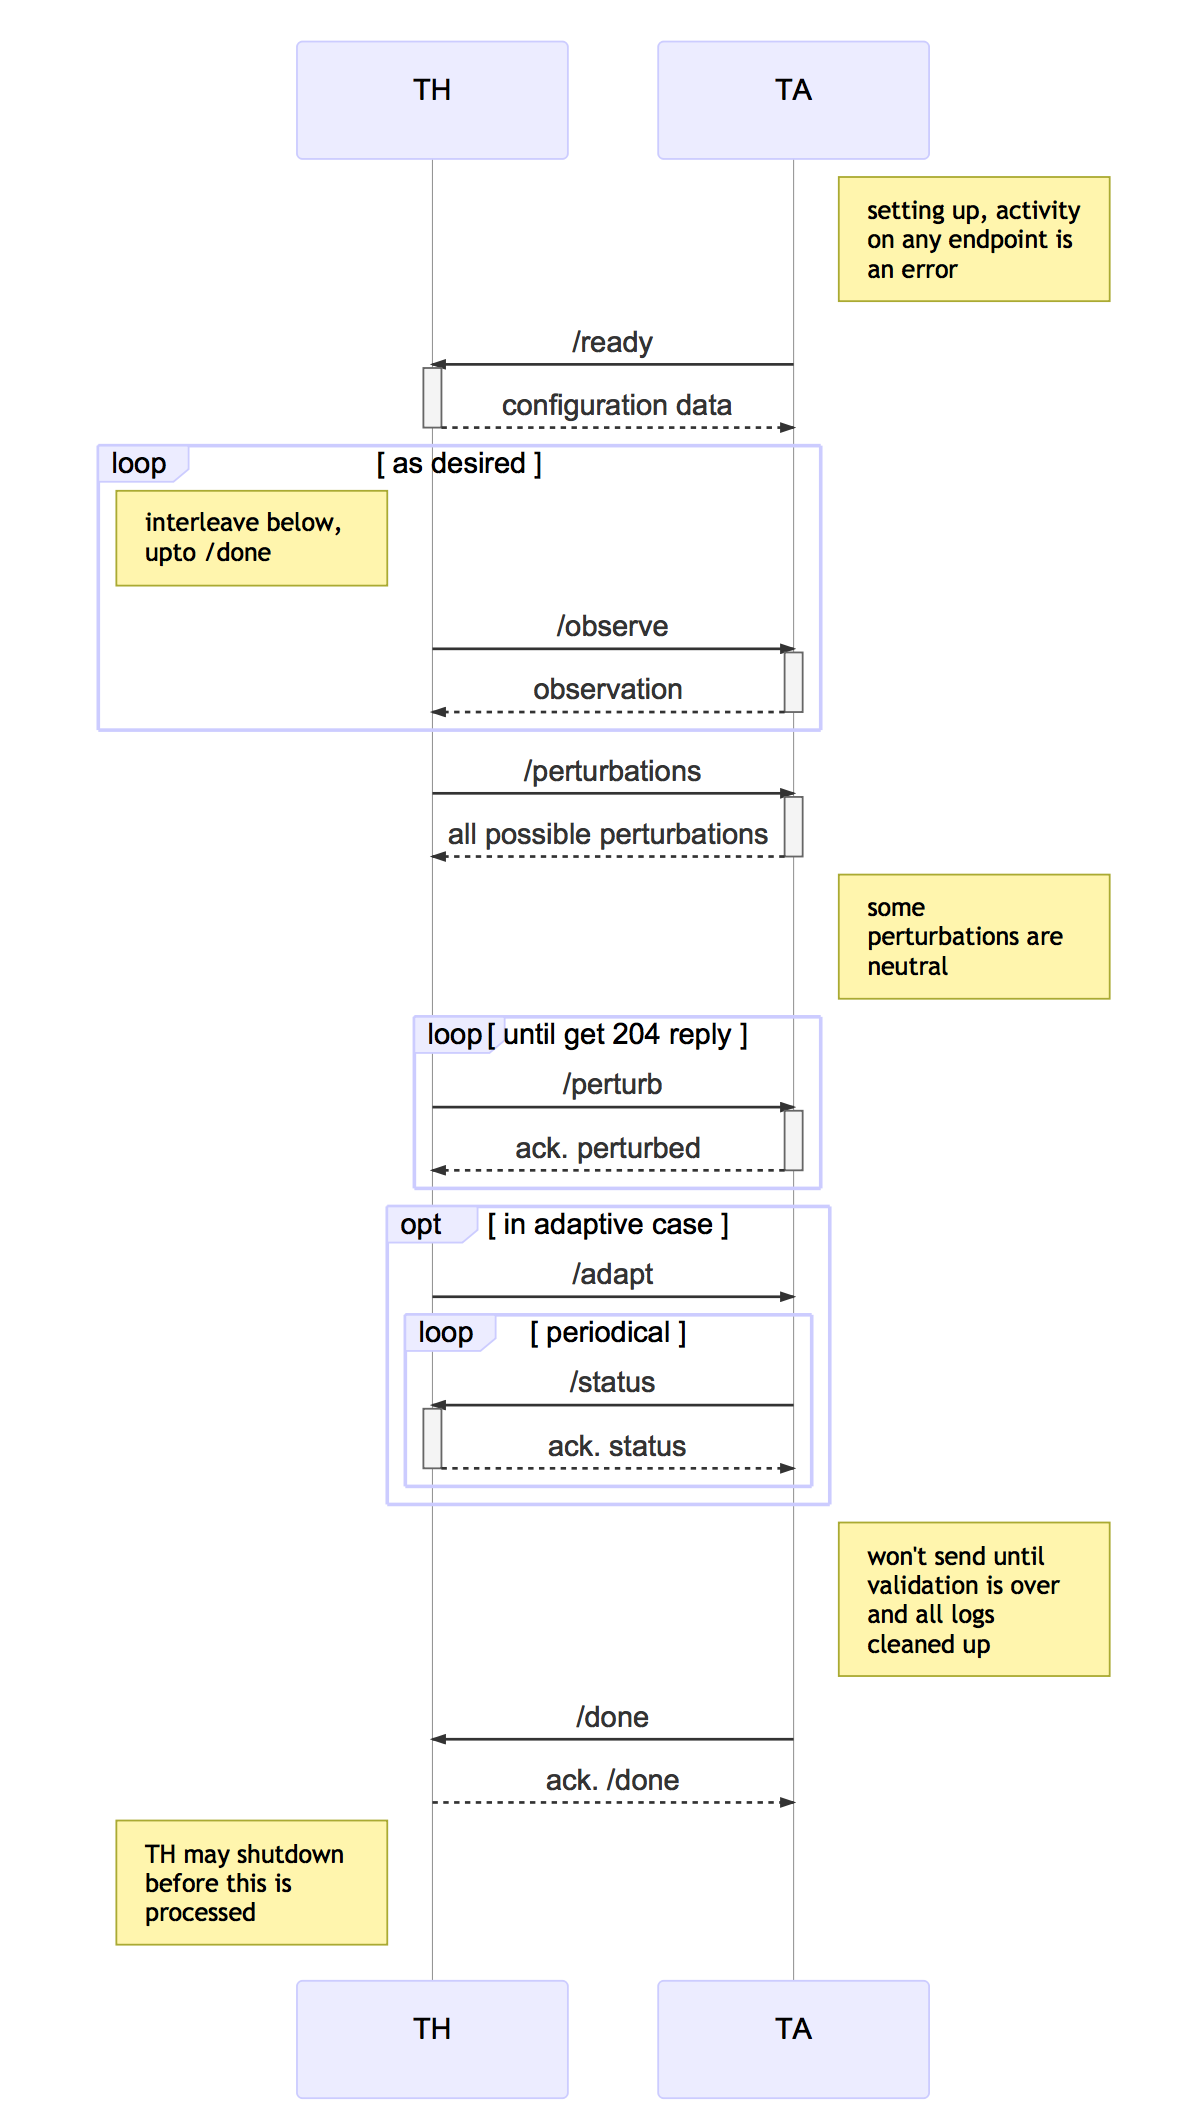 TH
TA
setting up, activity
on any endpoint is
an error
/ready
configuration data
loop
[ as desired ]
interleave below,
upto /done
/observe
observation
/perturbations
all possible perturbations
some
perturbations are
neutral
loop
[ until get 204 reply ]
/perturb
ack. perturbed
opt
[ in adaptive case ]
/adapt
loop
[ periodical ]
/status
ack. status
won't send until
validation is over
and all logs
cleaned up
/done
ack. /done
TH may shutdown
before this is
processed
TH
TA